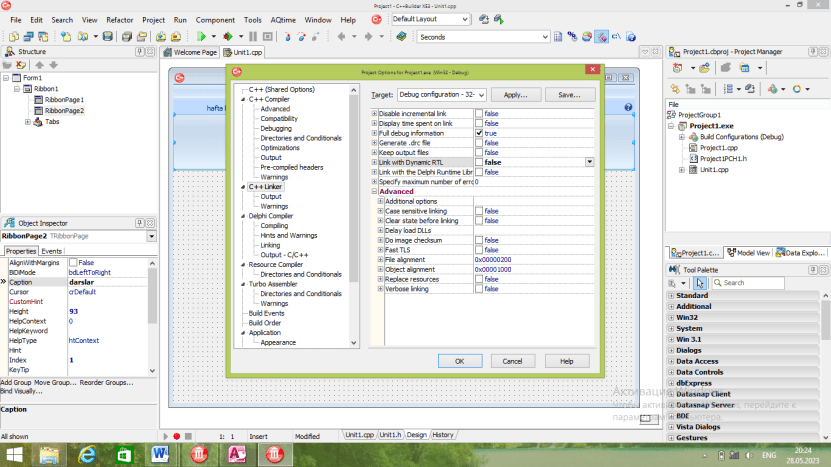 Project1 - C++Builder XE3 - Unit1.cpp
File Edit Search View Refactor Project Run Component Tools AQtime Window Help Default Layout
Search
Structure
Form1
Ribbon1
RibbonPage1
RibbonPage2
Tabs
Welcome Page Unit1.cpp
Project Options for Project1.exe (Win32 - Debug)
C++ (Shared Options)
C++ Compiler
Advanced
Compatibility
Debugging
Directories and Conditionals
Optimizations
Output
Pre-compiled headers
Warnings
C++ Linker
Output
Warnings
Delphi Compiler
Compiling
Hints and Warnings
Linking
Output - C/C++
Resource Compiler
Directories and Conditionals
Turbo Assembler
Directories and Conditionals
Warnings
Build Events
Build Order
Application
Appearance
Target: Debug configuration - 32- Apply... Save...
Disable incremental link false
Display time spent on link false
Full debug information true
Generate .drc file false
Keep output files false
Link with Dynamic RTL false
Link with the Delphi Runtime Libr false
Specify maximum number of erro 0
Advanced
Additional options
Case sensitive linking false
Clear state before linking false
Delay load DLLs
Do image checksum false
Fast TLS false
File alignment 0x00000200
Object alignment 0x00001000
Replace resources false
Verbose linking false
OK Cancel Help
Object Inspector
RibbonPage2 TRibbonPage
Properties Events
AlignWithMargins False
BiDiMode bdLeftToRight
Caption darslar
Cursor crDefault
CustomHint
Height 93
HelpContext 0
HelpKeyword
HelpType htContext
Hint
Index 1
KeyTip
Add Group Move Group... Reorder Groups...
Bind Visually...
Caption
All shown
1: 1 Insert Modified Unit1.cpp Unit1.h Design History
Project1.cbproj - Project Manager
File
ProjectGroup1
Project1.exe
Build Configurations (Debug)
Project1.cpp
Project1PCH1.h
Unit1.cpp
Project1.c... Model View Data Explo...
Tool Palette
Search
Standard
Additional
Win32
System
Win 3.1
Dialogs
Data Access
Data Controls
dbExpress
Datasnap Client
Datasnap Server
BDE
Vista Dialogs
Gestures
ENG
20:24
28.05.2023